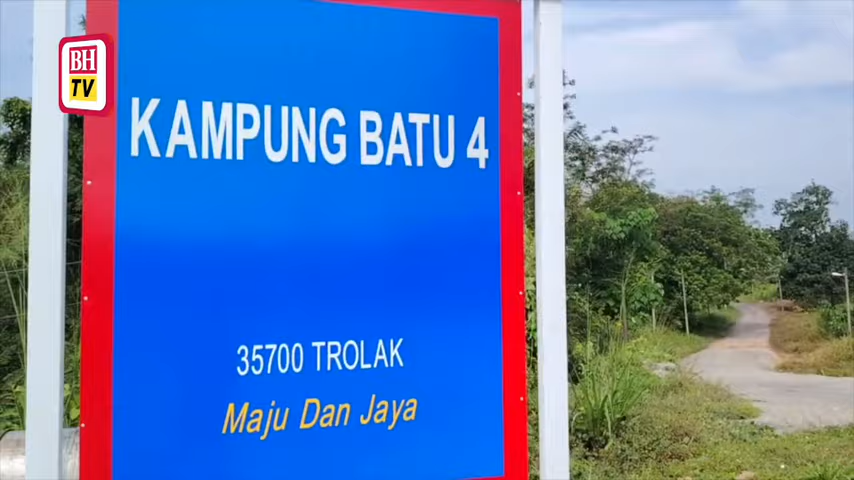 BH
TV
KAMPUNG BATU 4
35700 TROLAK
Maju Dan Jaya